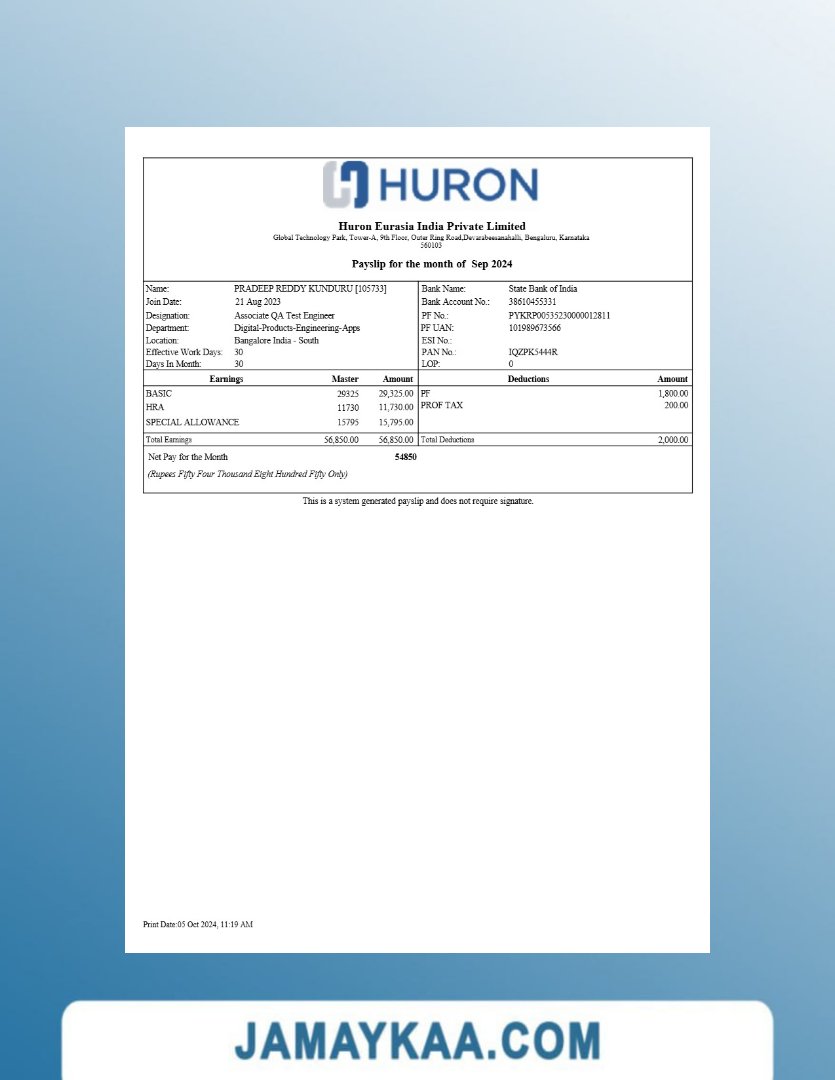 HURON
Huron Eurasia India Private Limited
Global Technology Park, Tower-A, 9th Floor, Outer Ring Road,Devarabeesanahalli, Bengaluru, Karnataka
560103
Payslip for the month of Sep 2024
Name: PRADEEP REDDY KUNDURU [105733] Bank Name: State Bank of India
Join Date: 21 Aug 2023 Bank Account No.: 38610455331
Designation: Associate QA Test Engineer PF No.: PYKRP00535230000012811
Department: Digital-Products-Engineering-Apps PF UAN: 101989673566
Location: Bangalore India - South ESI No.:
Effective Work Days: 30 PAN No.: IQZPK5444R
Days In Month: 30 LOP: 0
Earnings Master Amount Deductions Amount
BASIC 29325 29,325.00 PF 1,800.00
HRA 11730 11,730.00 PROF TAX 200.00
SPECIAL ALLOWANCE 15795 15,795.00
Total Earnings 56,850.00 56,850.00 Total Deductions 2,000.00
Net Pay for the Month 54850
(Rupees Fifty Four Thousand Eight Hundred Fifty Only)
This is a system generated payslip and does not require signature.
Print Date:05 Oct 2024, 11:19 AM
JAMAYKAA.COM